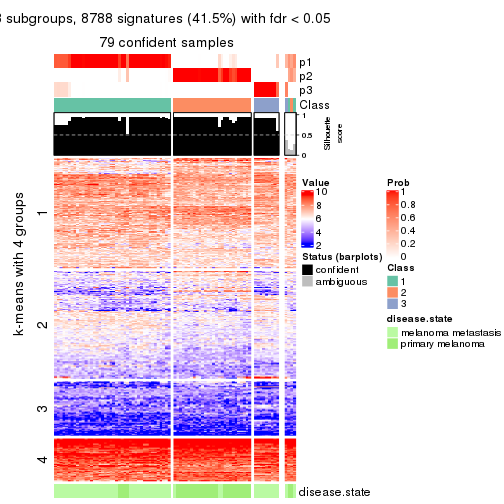 3 subgroups, 8788 signatures (41.5%) with fdr < 0.05
79 confident samples
p1
p2
p3
Class
1
0.5
0
Silhouette
score
k-means with 4 groups
1
2
3
4
disease.state
Value
10
8
6
4
2
Status (barplots)
confident
ambiguous
Prob
1
0.8
0.6
0.4
0.2
0
Class
1
2
3
disease.state
melanoma metastasis
primary melanoma